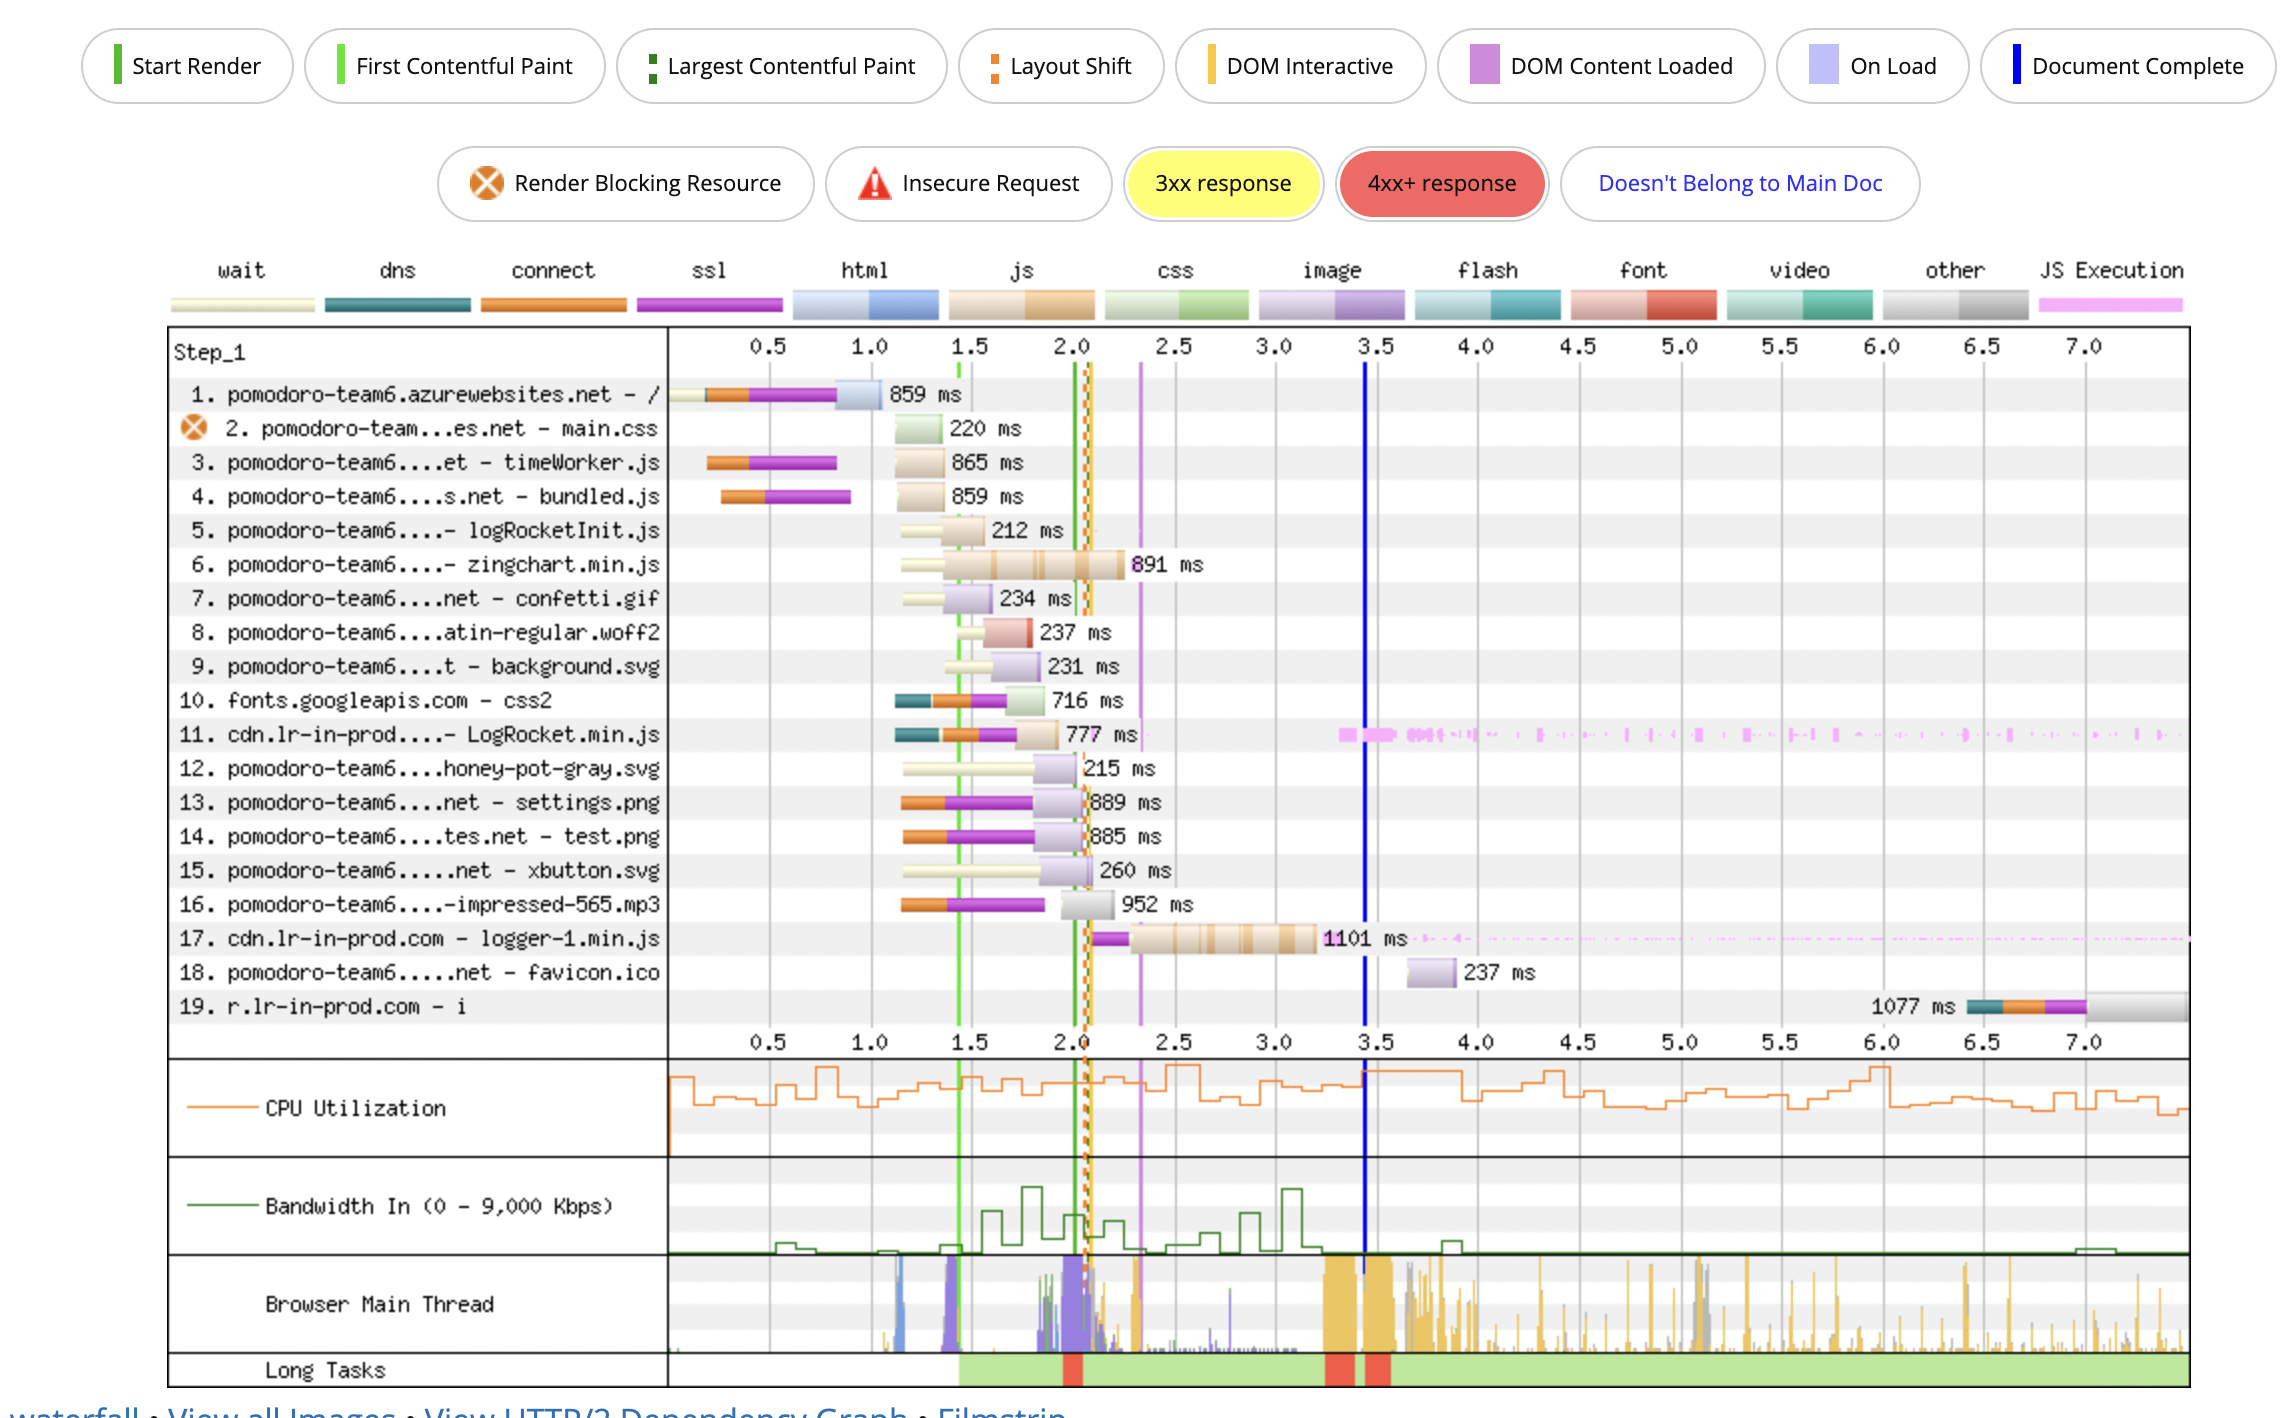 Start Render First Contentful Paint Largest Contentful Paint Layout Shift DOM Interactive DOM Content Loaded On Load Document Complete
Render Blocking Resource Insecure Request 3xx response 4xx+ response Doesn't Belong to Main Doc
wait dns connect ssl html js css image flash font video other JS Execution
Step_1 0.5 1.0 1.5 2.0 2.5 3.0 3.5 4.0 4.5 5.0 5.5 6.0 6.5 7.0
1. pomodoro-team6.azurewebsites.net - / 859 ms
2. pomodoro-team...es.net - main.css 220 ms
3. pomodoro-team6....et - timeWorker.js 865 ms
4. pomodoro-team6....s.net - bundled.js 859 ms
5. pomodoro-team6....- logRocketInit.js 212 ms
6. pomodoro-team6....- zingchart.min.js 891 ms
7. pomodoro-team6....net - confetti.gif 234 ms
8. pomodoro-team6....atin-regular.woff2 237 ms
9. pomodoro-team6....t - background.svg 231 ms
10. fonts.googleapis.com - css2 716 ms
11. cdn.lr-in-prod....- LogRocket.min.js 777 ms
12. pomodoro-team6....honey-pot-gray.svg 215 ms
13. pomodoro-team6....net - settings.png 889 ms
14. pomodoro-team6....tes.net - test.png 885 ms
15. pomodoro-team6.....net - xbutton.svg 260 ms
16. pomodoro-team6....-impressed-565.mp3 952 ms
17. cdn.lr-in-prod.com - logger-1.min.js 1101 ms
18. pomodoro-team6.....net - favicon.ico 237 ms
19. r.lr-in-prod.com - i 1077 ms
0.5 1.0 1.5 2.0 2.5 3.0 3.5 4.0 4.5 5.0 5.5 6.0 6.5 7.0
CPU Utilization
Bandwidth In (0 - 9,000 Kbps)
Browser Main Thread
Long Tasks
waterfall • View all Images • View HTTP/2 Dependency Graph • Filmstrip